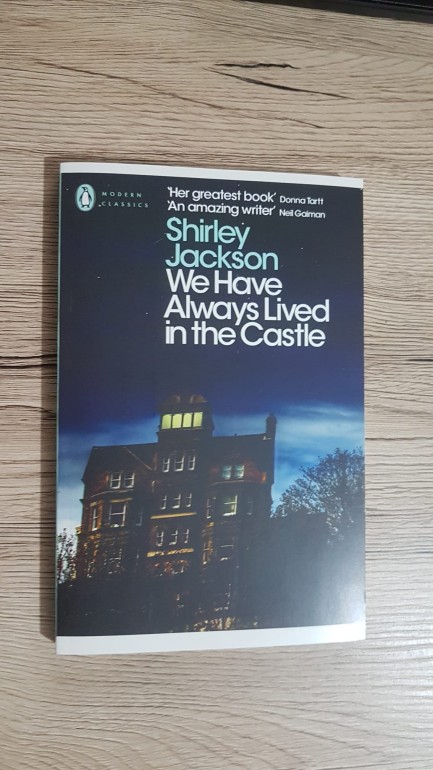 MODERN
CLASSICS
'Her greatest book' Donna Tartt
'An amazing writer' Neil Gaiman
Shirley
Jackson
We Have
Always Lived
in the Castle